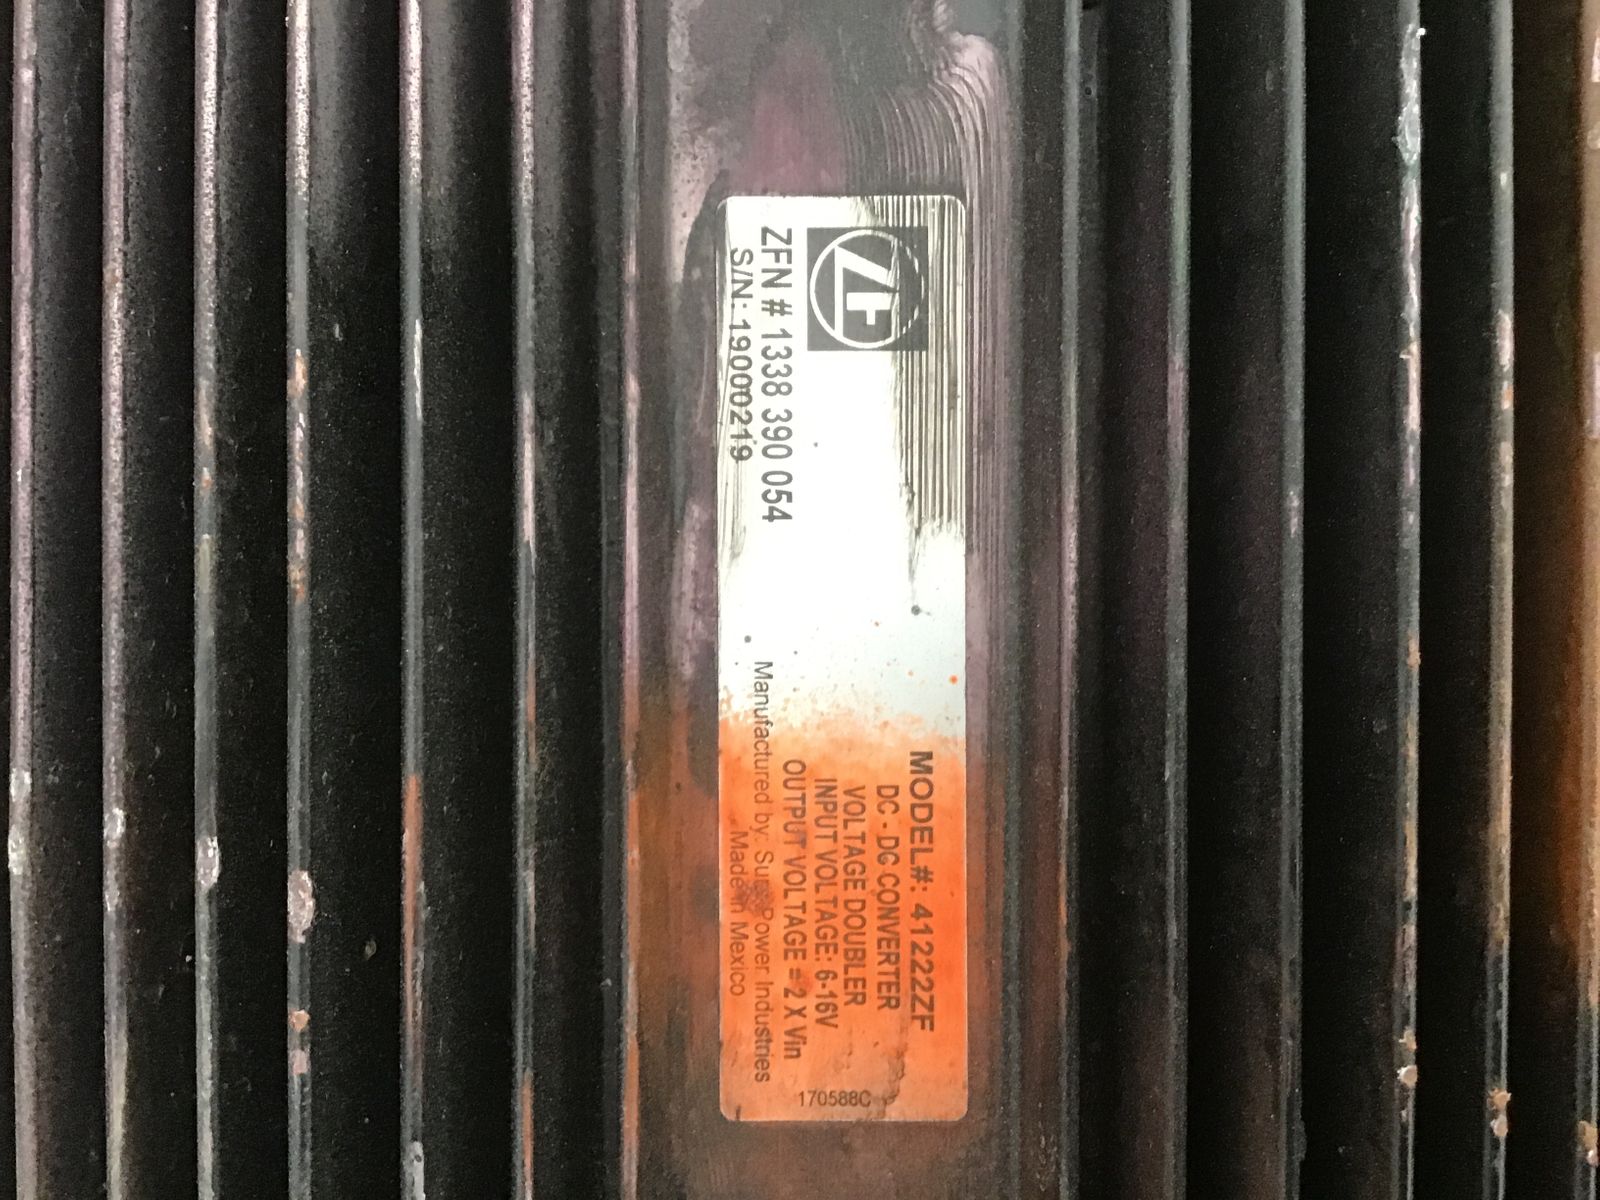 ZF
ZFN # 1338 390 054
S/N: 19000219
MODEL#: 41222ZF
DC - DC CONVERTER
VOLTAGE DOUBLER
INPUT VOLTAGE: 6-16V
OUTPUT VOLTAGE = 2 X Vin
Manufactured by: Sure Power Industries
Made in Mexico
170588C